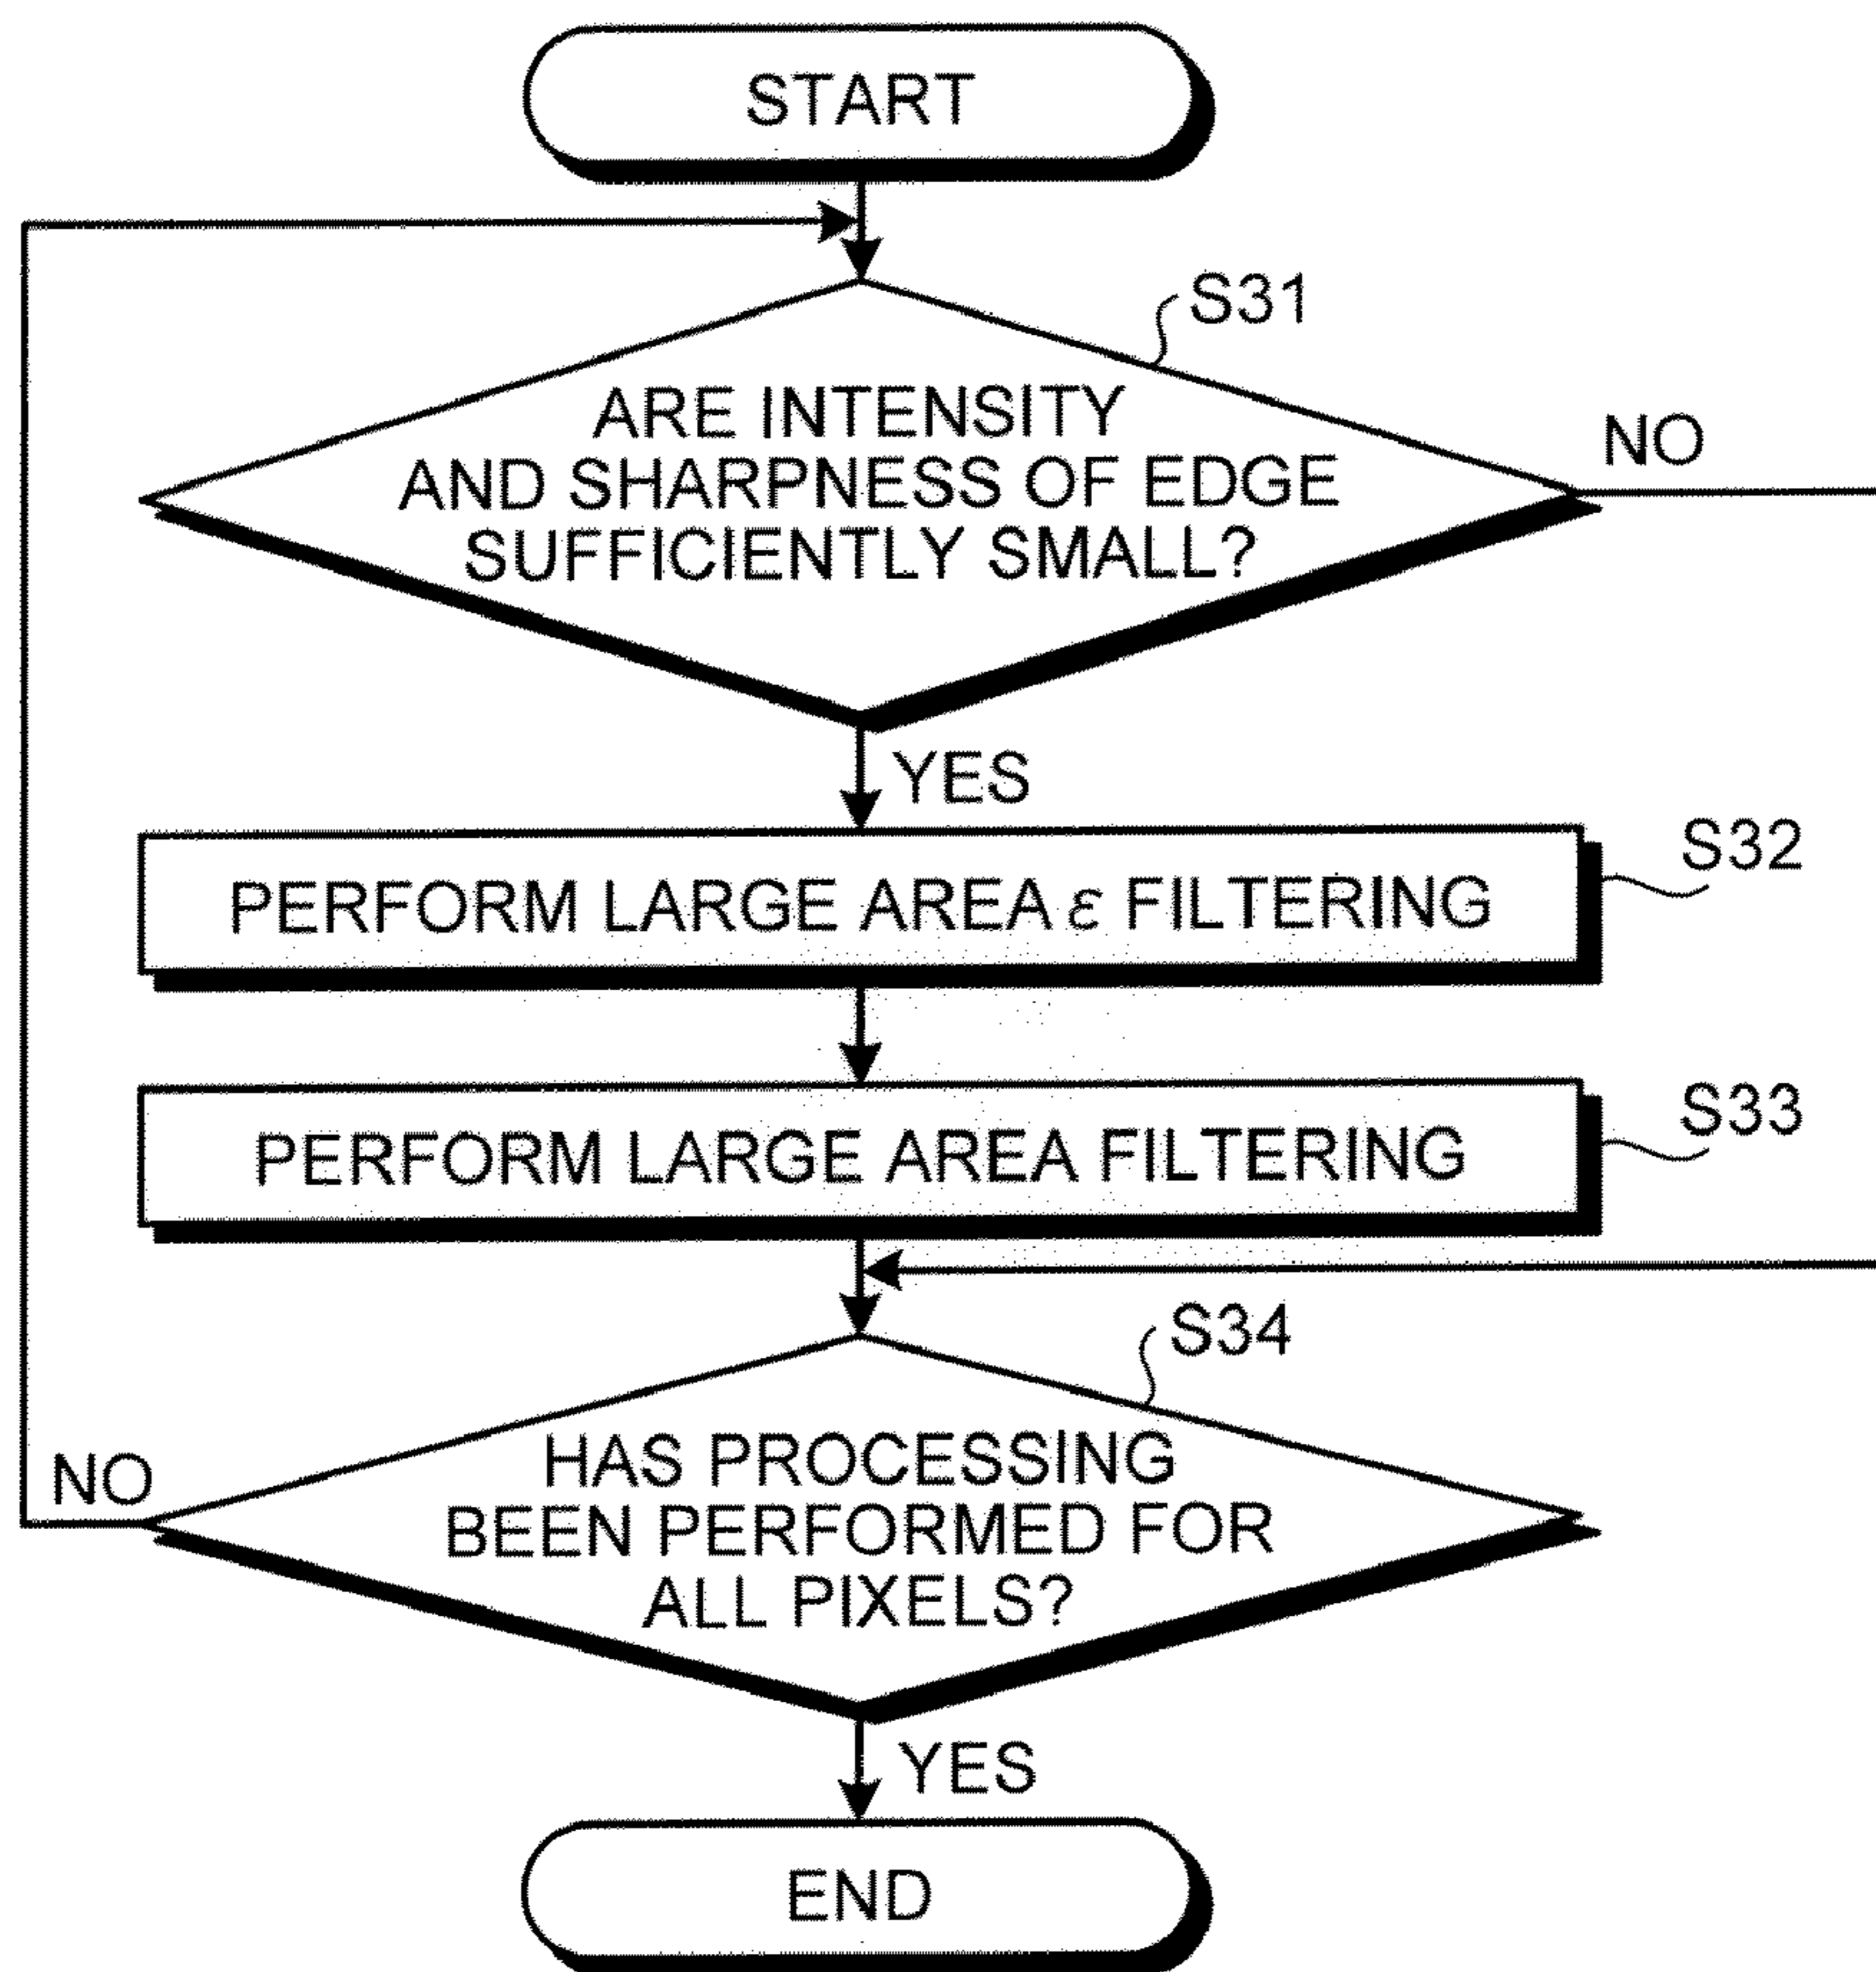 START
S31
ARE INTENSITY
AND SHARPNESS OF EDGE
SUFFICIENTLY SMALL?
NO
YES
S32
PERFORM LARGE AREA ε FILTERING
S33
PERFORM LARGE AREA FILTERING
S34
HAS PROCESSING
BEEN PERFORMED FOR
ALL PIXELS?
NO
YES
END